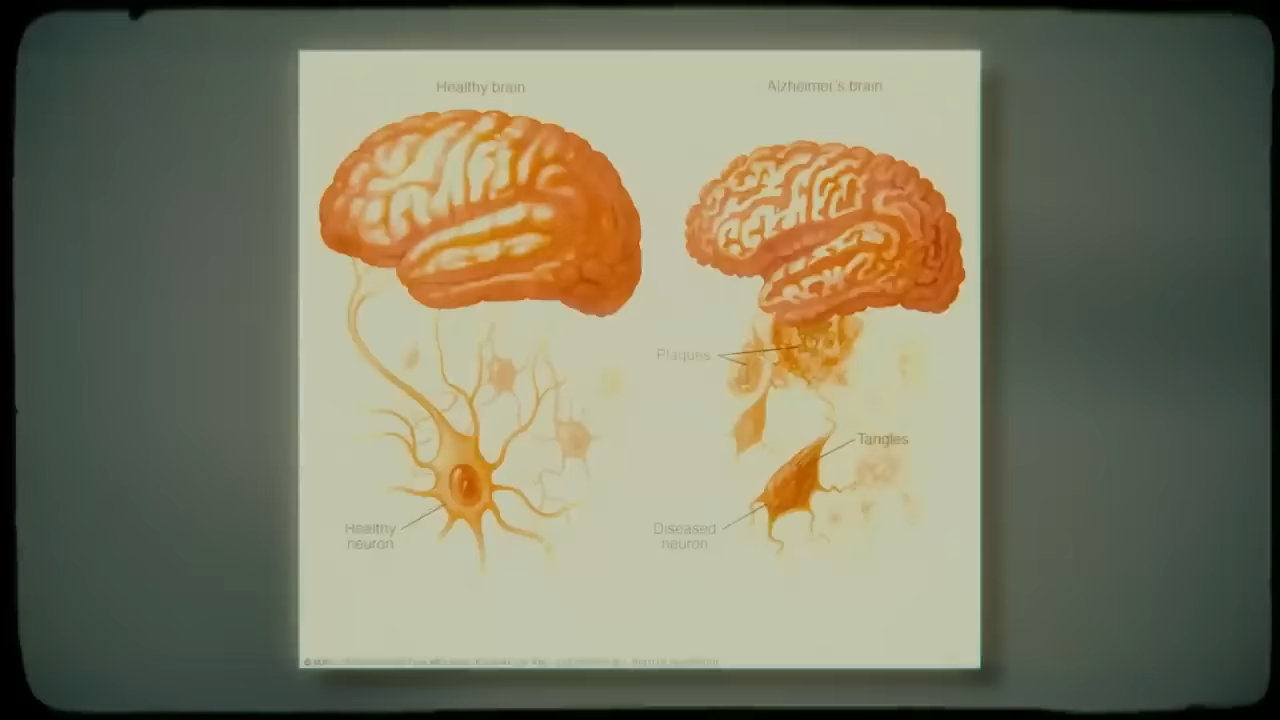 Healthy brain
Alzheimer's brain
Plaques
Tangles
Healthy
neuron
Diseased
neuron